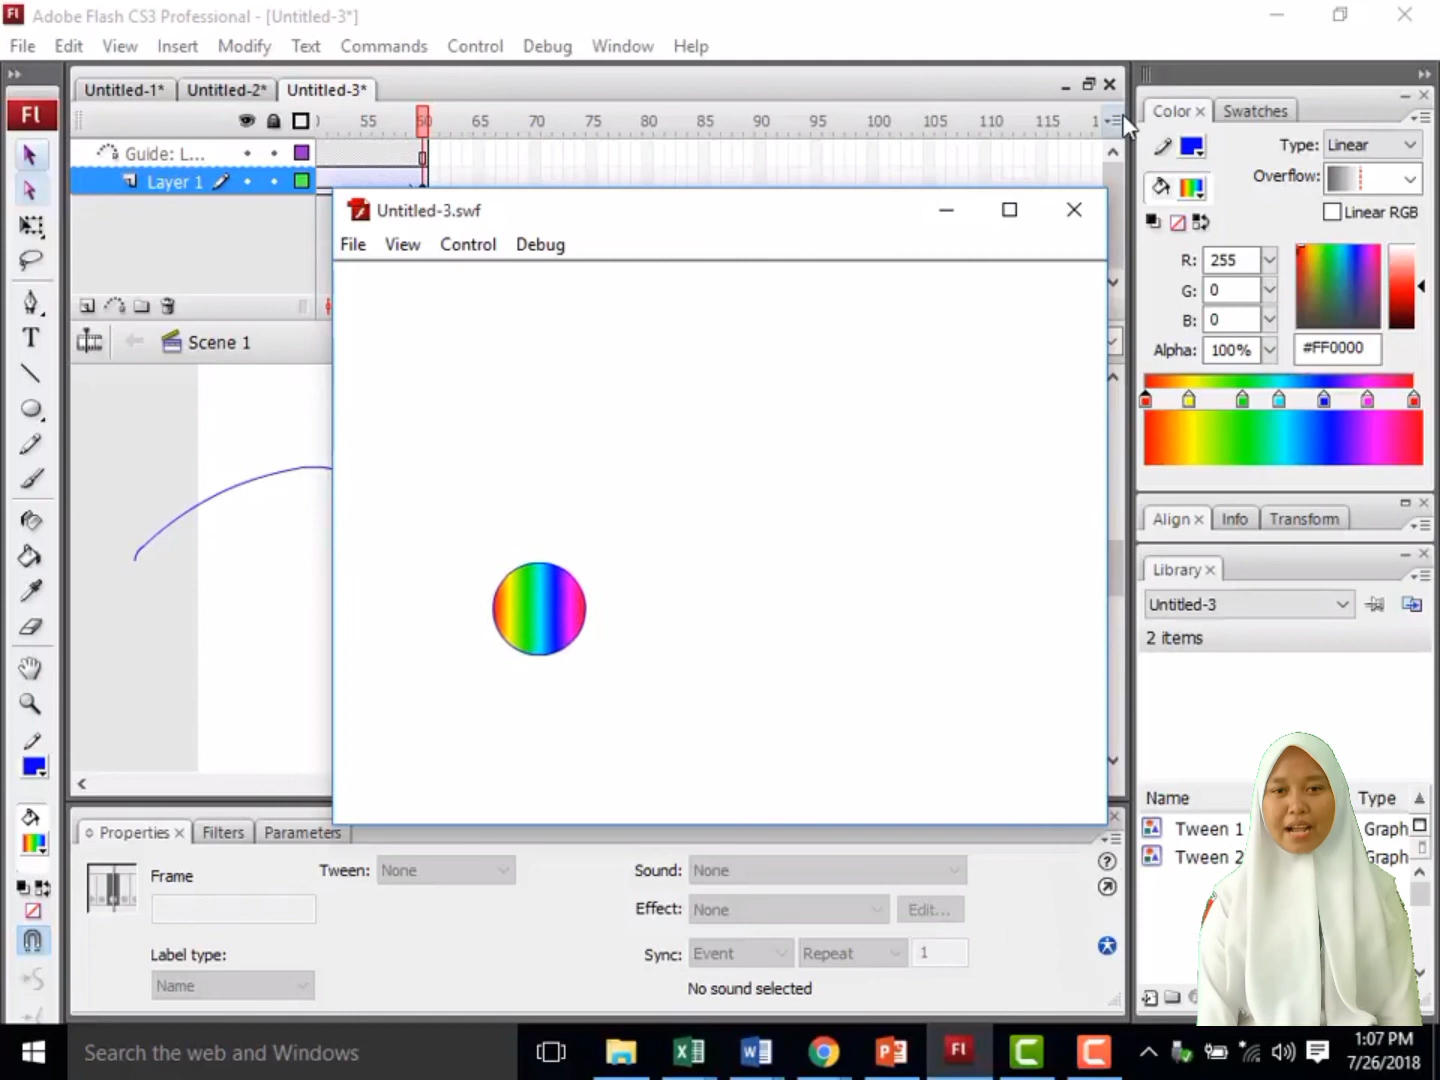 Fl Adobe Flash CS3 Professional - [Untitled-3*]
File Edit View Insert Modify Text Commands Control Debug Window Help
Untitled-1* Untitled-2* Untitled-3*
Fl
55 60 65 70 75 80 85 90 95 100 105 110 115 1
Guide: L...
Layer 1
Scene 1
Untitled-3.swf
File View Control Debug
Color Swatches
Type: Linear
Overflow:
Linear RGB
R: 255
G: 0
B: 0
Alpha: 100% #FF0000
Align Info Transform
Library
Untitled-3
2 items
Name Type
Tween 1 Graph
Tween 2 Graph
Properties Filters Parameters
Frame
Tween: None
Sound: None
Effect: None Edit...
Label type:
Name
Sync: Event Repeat 1
No sound selected
Search the web and Windows
1:07 PM
7/26/2018